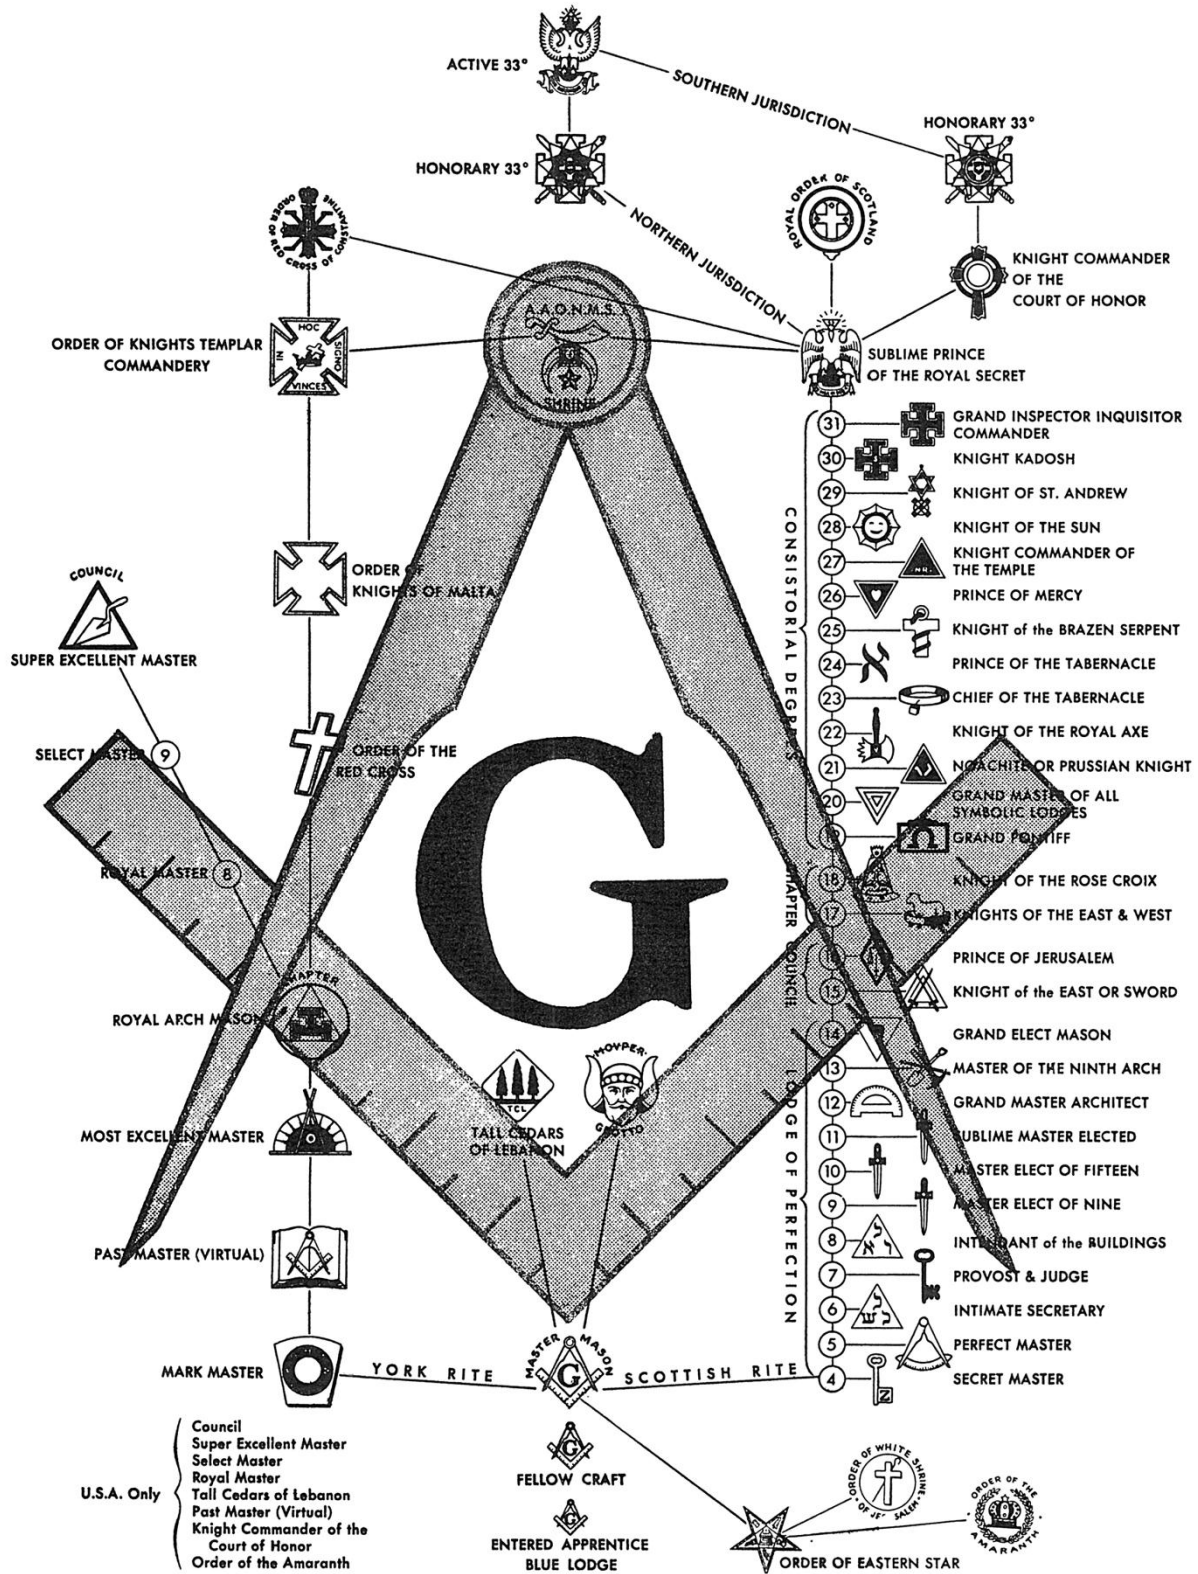 ACTIVE 33°
SOUTHERN JURISDICTION
HONORARY 33°
HONORARY 33°
NORTHERN JURISDICTION
ROYAL ORDER OF SCOTLAND
ORDER OF RED CROSS OF CONSTANTINE
KNIGHT COMMANDER
OF THE
COURT OF HONOR
A.A.O.N.M.S.
SHRINE
ORDER OF KNIGHTS TEMPLAR
COMMANDERY
IN
HOC
SIGNO
VINCES
SUBLIME PRINCE
OF THE ROYAL SECRET
CONSISTORIAL DEGREES
31 GRAND INSPECTOR INQUISITOR
COMMANDER
30 KNIGHT KADOSH
29 KNIGHT OF ST. ANDREW
28 KNIGHT OF THE SUN
27 KNIGHT COMMANDER OF
THE TEMPLE
26 PRINCE OF MERCY
25 KNIGHT of the BRAZEN SERPENT
24 PRINCE OF THE TABERNACLE
23 CHIEF OF THE TABERNACLE
22 KNIGHT OF THE ROYAL AXE
21 NOACHITE OR PRUSSIAN KNIGHT
20 GRAND MASTER OF ALL
SYMBOLIC LODGES
19 GRAND PONTIFF
CHAPTER
18 KNIGHT OF THE ROSE CROIX
17 KNIGHTS OF THE EAST & WEST
COUNCIL
16 PRINCE OF JERUSALEM
15 KNIGHT of the EAST OR SWORD
LODGE OF PERFECTION
14 GRAND ELECT MASON
13 MASTER OF THE NINTH ARCH
12 GRAND MASTER ARCHITECT
11 SUBLIME MASTER ELECTED
10 MASTER ELECT OF FIFTEEN
9 MASTER ELECT OF NINE
8 INTENDANT of the BUILDINGS
7 PROVOST & JUDGE
6 INTIMATE SECRETARY
5 PERFECT MASTER
4 SECRET MASTER
Z
ORDER OF
KNIGHTS OF MALTA
COUNCIL
SUPER EXCELLENT MASTER
ORDER OF THE
RED CROSS
SELECT MASTER 9
ROYAL MASTER 8
G
CHAPTER
ROYAL ARCH MASON
MOST EXCELLENT MASTER
PAST MASTER (VIRTUAL)
MARK MASTER
TCL
TALL CEDARS
OF LEBANON
MOVPER
GROTTO
YORK RITE
MASTER MASON
G
SCOTTISH RITE
G
FELLOW CRAFT
G
ENTERED APPRENTICE
BLUE LODGE
U.S.A. Only
Council
Super Excellent Master
Select Master
Royal Master
Tall Cedars of Lebanon
Past Master (Virtual)
Knight Commander of the
Court of Honor
Order of the Amaranth
ORDER OF WHITE SHRINE
OF JERUSALEM
ORDER OF THE
AMARANTH
ORDER OF EASTERN STAR